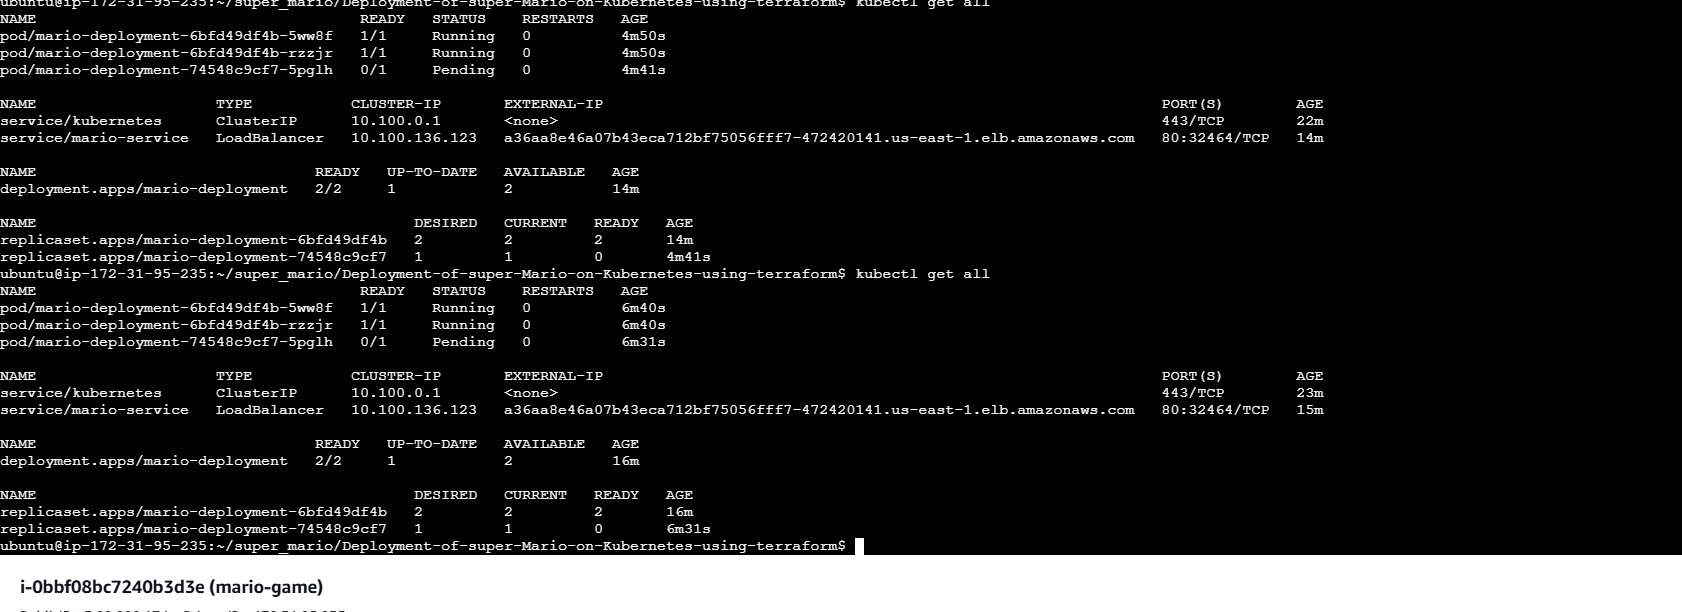 ubuntu@ip-172-31-95-235:~/super_mario/Deployment-of-super-Mario-on-Kubernetes-using-terraform$ kubectl get all
NAME READY STATUS RESTARTS AGE
pod/mario-deployment-6bfd49df4b-5ww8f 1/1 Running 0 4m50s
pod/mario-deployment-6bfd49df4b-rzzjr 1/1 Running 0 4m50s
pod/mario-deployment-74548c9cf7-5pglh 0/1 Pending 0 4m41s
NAME TYPE CLUSTER-IP EXTERNAL-IP PORT(S) AGE
service/kubernetes ClusterIP 10.100.0.1 <none> 443/TCP 22m
service/mario-service LoadBalancer 10.100.136.123 a36aa8e46a07b43eca712bf75056fff7-472420141.us-east-1.elb.amazonaws.com 80:32464/TCP 14m
NAME READY UP-TO-DATE AVAILABLE AGE
deployment.apps/mario-deployment 2/2 1 2 14m
NAME DESIRED CURRENT READY AGE
replicaset.apps/mario-deployment-6bfd49df4b 2 2 2 14m
replicaset.apps/mario-deployment-74548c9cf7 1 1 0 4m41s
ubuntu@ip-172-31-95-235:~/super_mario/Deployment-of-super-Mario-on-Kubernetes-using-terraform$ kubectl get all
NAME READY STATUS RESTARTS AGE
pod/mario-deployment-6bfd49df4b-5ww8f 1/1 Running 0 6m40s
pod/mario-deployment-6bfd49df4b-rzzjr 1/1 Running 0 6m40s
pod/mario-deployment-74548c9cf7-5pglh 0/1 Pending 0 6m31s
NAME TYPE CLUSTER-IP EXTERNAL-IP PORT(S) AGE
service/kubernetes ClusterIP 10.100.0.1 <none> 443/TCP 23m
service/mario-service LoadBalancer 10.100.136.123 a36aa8e46a07b43eca712bf75056fff7-472420141.us-east-1.elb.amazonaws.com 80:32464/TCP 15m
NAME READY UP-TO-DATE AVAILABLE AGE
deployment.apps/mario-deployment 2/2 1 2 16m
NAME DESIRED CURRENT READY AGE
replicaset.apps/mario-deployment-6bfd49df4b 2 2 2 16m
replicaset.apps/mario-deployment-74548c9cf7 1 1 0 6m31s
ubuntu@ip-172-31-95-235:~/super_mario/Deployment-of-super-Mario-on-Kubernetes-using-terraform$
i-0bbf08bc7240b3d3e (mario-game)